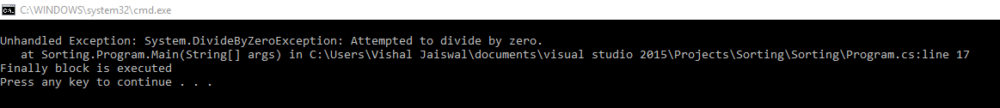 C:\WINDOWS\system32\cmd.exe
Unhandled Exception: System.DivideByZeroException: Attempted to divide by zero.
   at Sorting.Program.Main(String[] args) in C:\Users\Vishal Jaiswal\documents\visual studio 2015\Projects\Sorting\Sorting\Program.cs:line 17
Finally block is executed
Press any key to continue . . .